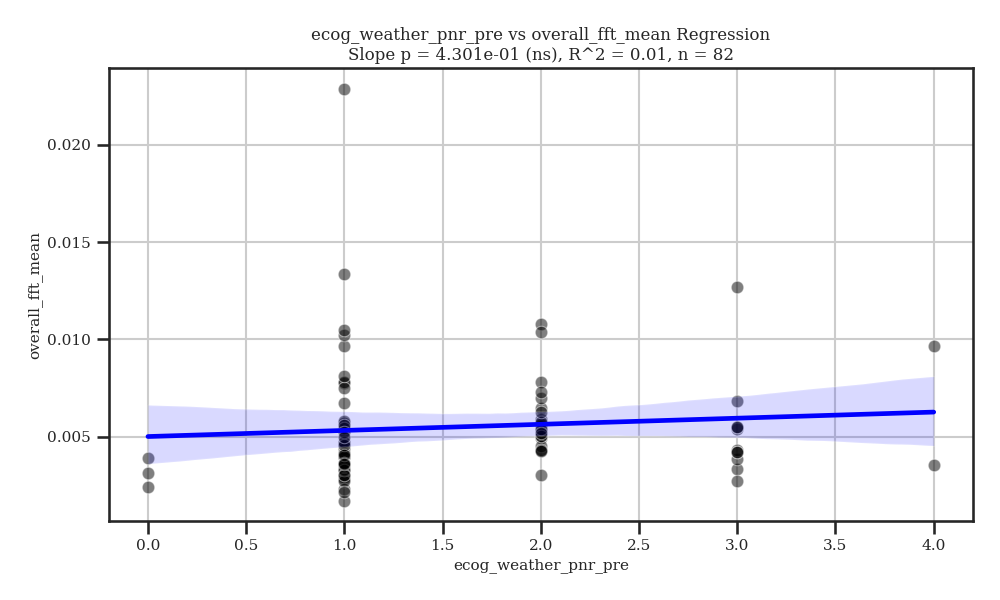 ecog_weather_pnr_pre vs overall_fft_mean Regression
Slope p = 4.301e-01 (ns), R^2 = 0.01, n = 82
overall_fft_mean
0.020
0.015
0.010
0.005
0.0 0.5 1.0 1.5 2.0 2.5 3.0 3.5 4.0
ecog_weather_pnr_pre